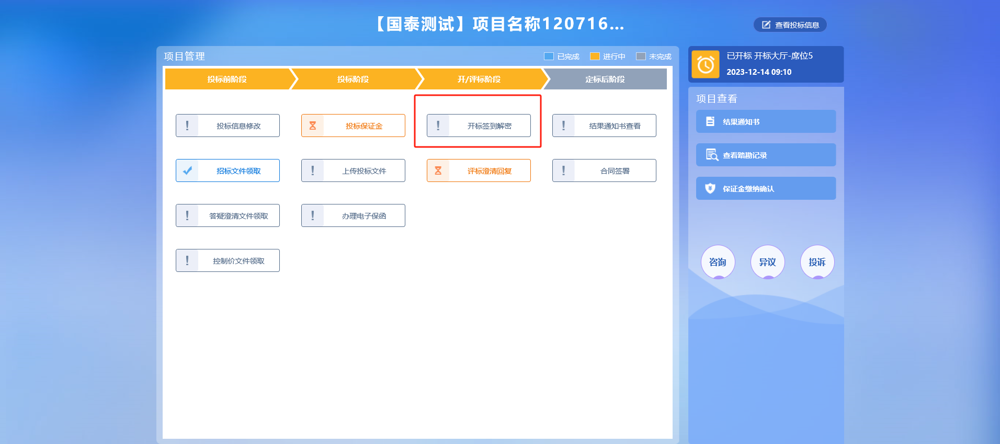 【国泰测试】项目名称120716...
查看投标信息
项目管理
已完成
进行中
未完成
投标前阶段
投标阶段
开/评标阶段
定标后阶段
投标信息修改
投标保证金
开标签到解密
结果通知书查看
招标文件领取
上传投标文件
评标澄清回复
合同签署
答疑澄清文件领取
办理电子保函
控制价文件领取
已开标 开标大厅-席位5
2023-12-14 09:10
项目查看
结果通知书
查看踏勘记录
保证金缴纳确认
咨询
异议
投诉